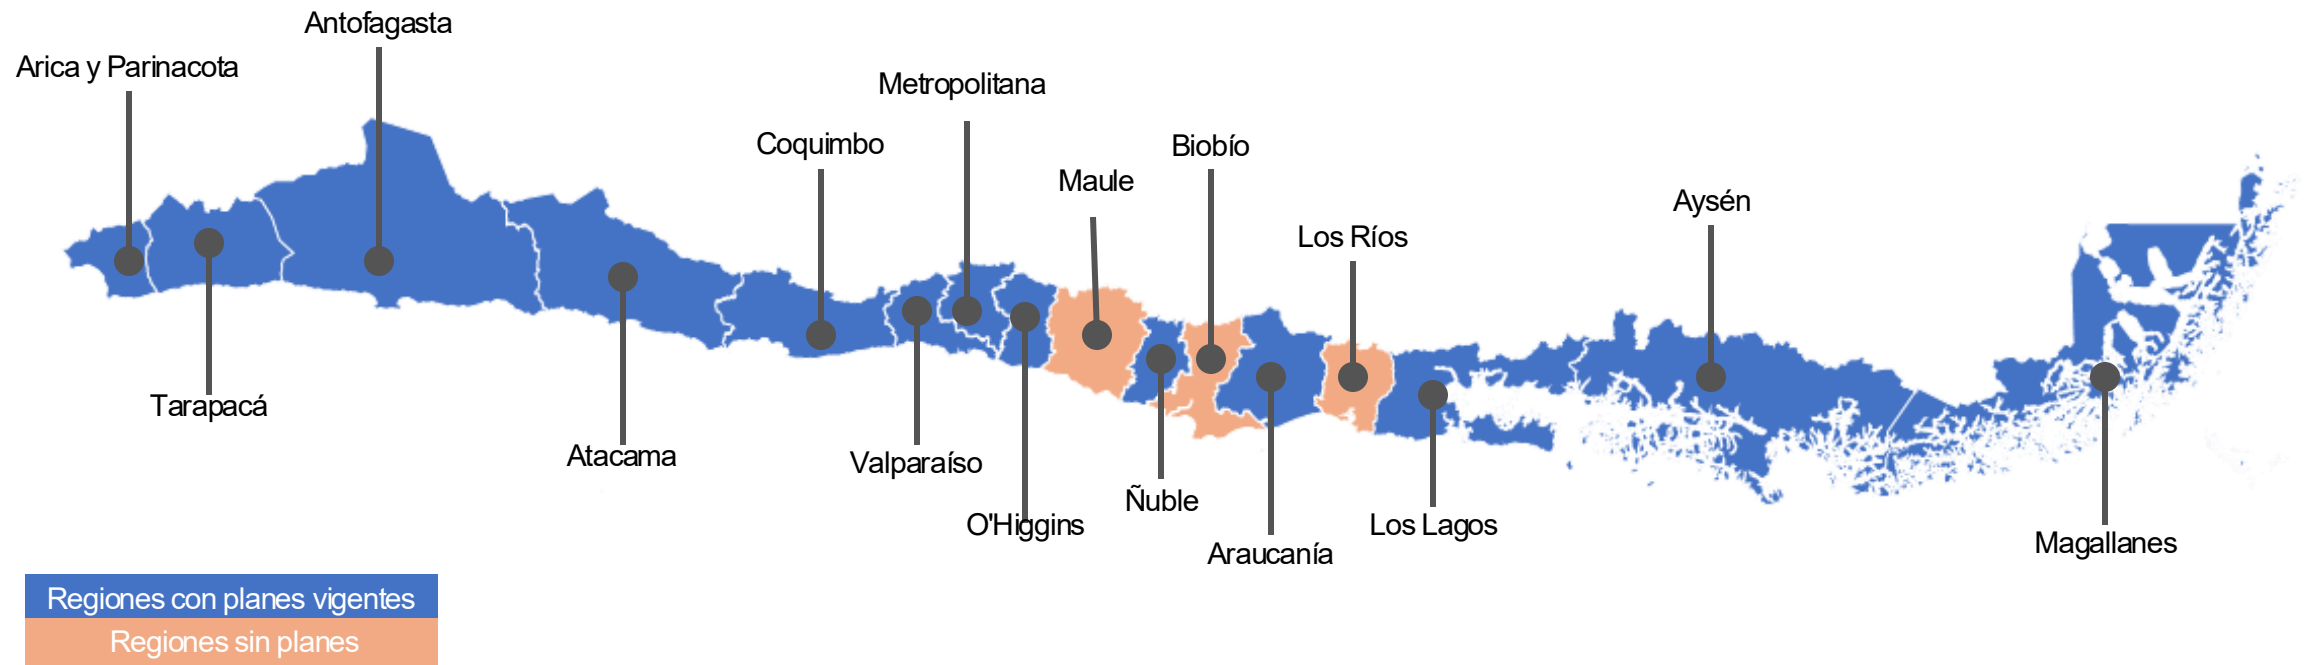 Antofagasta
Arica y Parinacota
Metropolitana
Coquimbo
Biobío
Maule
Aysén
Los Ríos
Tarapacá
Atacama
Valparaíso
Ñuble
O'Higgins
Los Lagos
Araucanía
Magallanes
Regiones con planes vigentes
Regiones sin planes